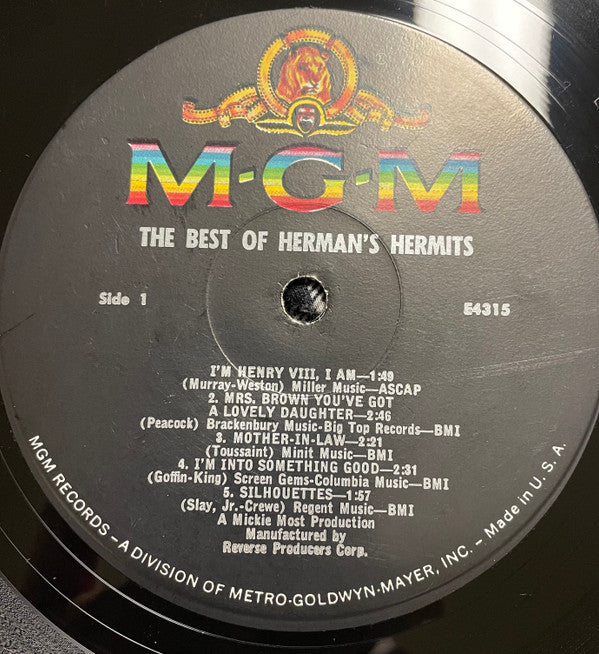 M-G-M
THE BEST OF HERMAN'S HERMITS
Side 1
E4315
I'M HENRY VIII, I AM—1:49
(Murray-Weston) Miller Music—ASCAP
2. MRS. BROWN YOU'VE GOT
A LOVELY DAUGHTER—2:46
(Peacock) Brackenbury Music-Big Top Records—BMI
3. MOTHER-IN-LAW—2:21
(Toussaint) Minit Music—BMI
4. I'M INTO SOMETHING GOOD—2:31
(Goffin-King) Screen Gems-Columbia Music—BMI
5. SILHOUETTES—1:57
(Slay, Jr.-Crewe) Regent Music—BMI
A Mickie Most Production
Manufactured by
Reverse Producers Corp.
MGM RECORDS – A DIVISION OF METRO-GOLDWYN-MAYER, INC. – Made in U. S. A.